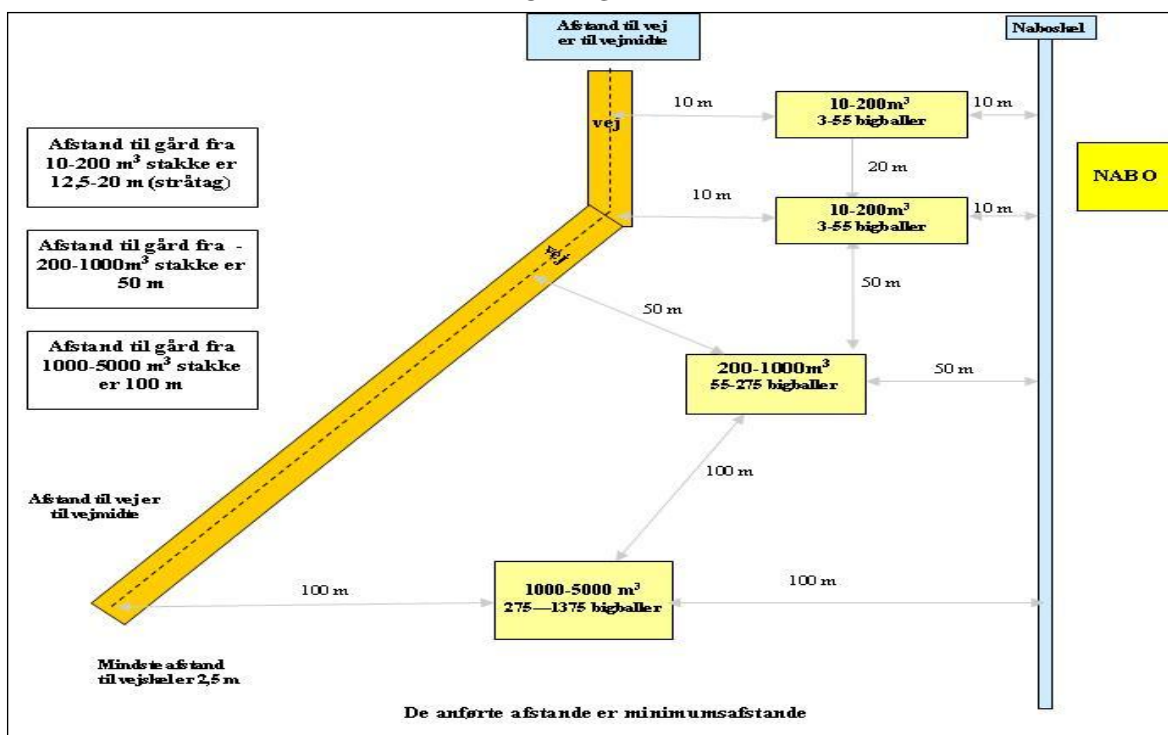 Afstand til vej
er til vejmidte
Naboskel
vej
10 m
10-200m³
3-55 bigballer
10 m
Afstand til gård fra
10-200 m³ stakke er
12,5-20 m (stråtag)
20 m
NABO
10 m
10-200m³
3-55 bigballer
10 m
Afstand til gård fra -
200-1000m³ stakke er
50 m
vej
50 m
50 m
Afstand til gård fra
1000-5000 m³ stakke
er 100 m
200-1000m³
55-275 bigballer
50 m
100 m
Afstand til vej er
til vejmidte
100 m
1000-5000 m³
275—1375 bigballer
100 m
Mindste afstand
til vejskel er 2,5 m
De anførte afstande er minimumsafstande